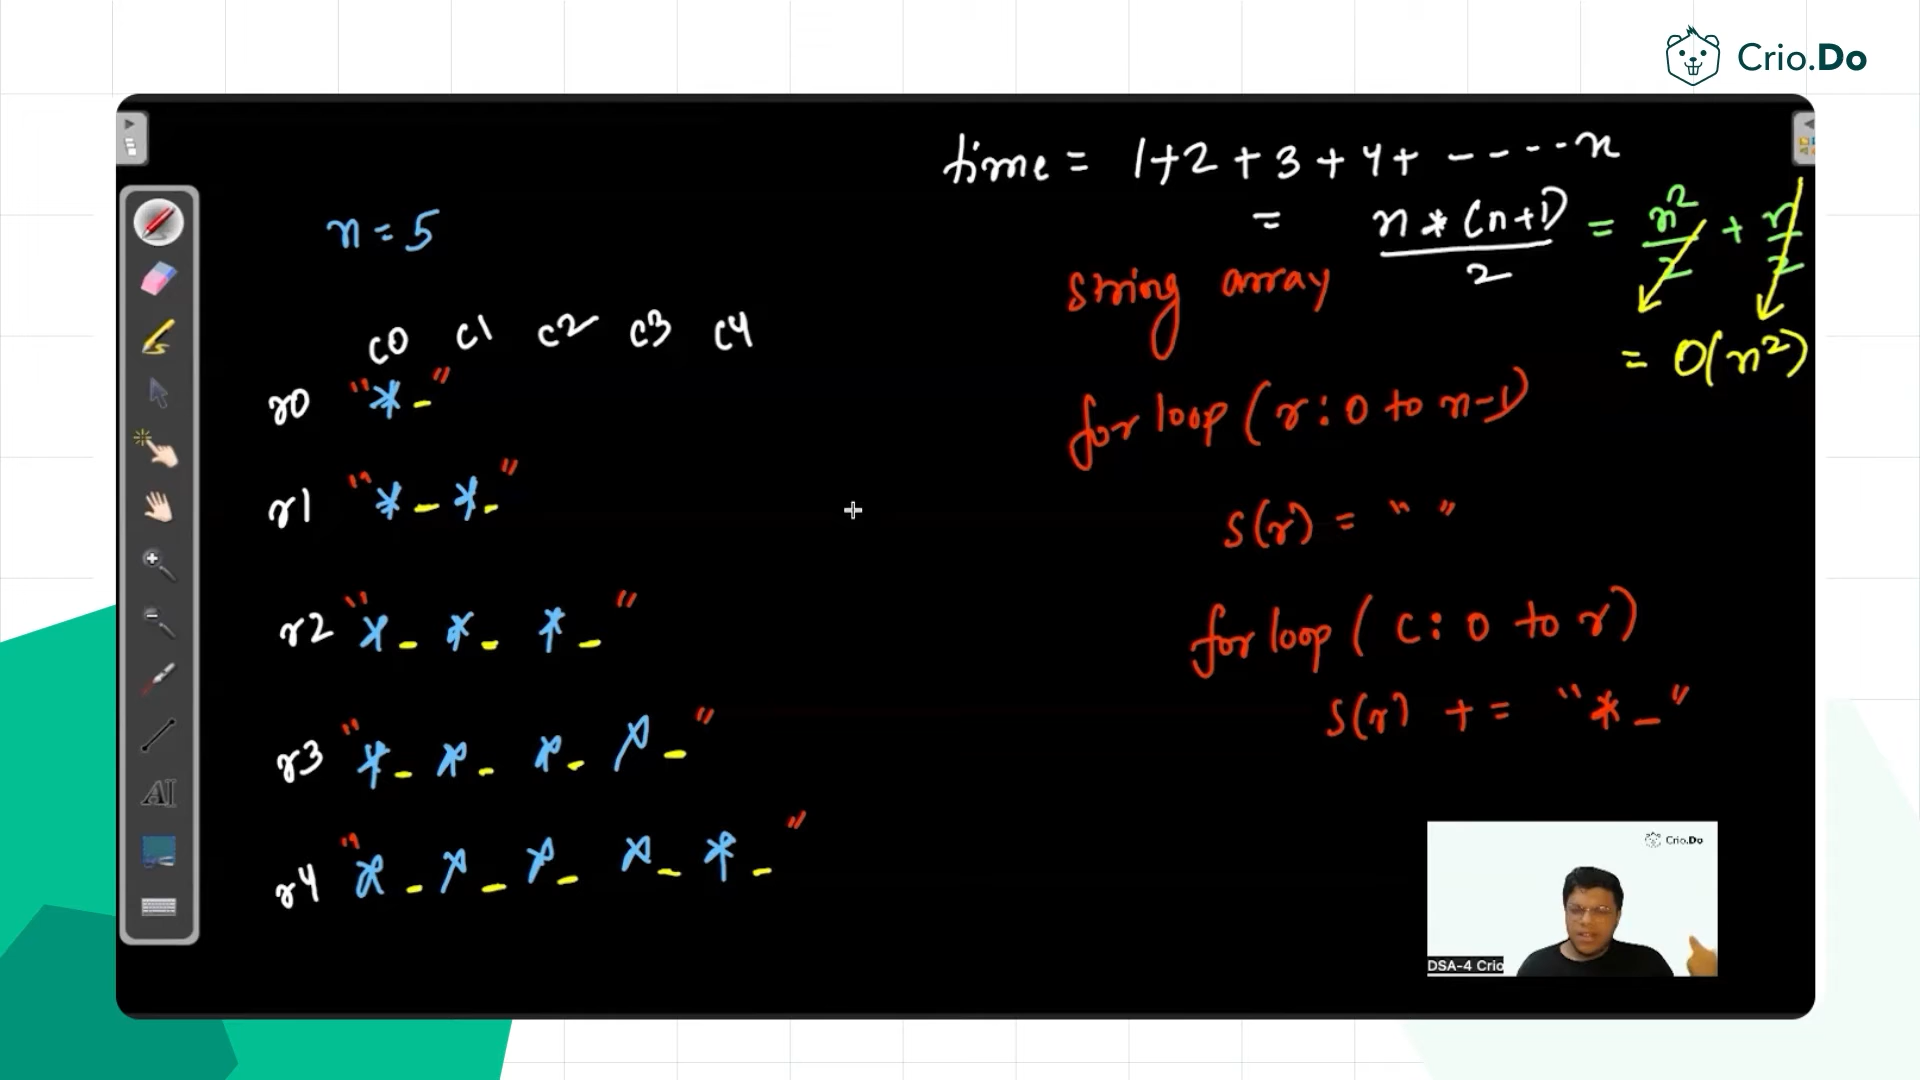 Crio.Do
time = 1+2+3+4+ ----...n
n = 5
= n * (n+1) / 2 = n²/2 + n/2
string array
= O(n²)
c0 c1 c2 c3 c4
r0 "*_"
for loop (r: 0 to n-1)
r1 "*_*_"
s(r) = " "
r2 "*_*_*_"
for loop ( c: 0 to r)
s(r) += "*_"
r3 "*_*_*_*_"
r4 "*_*_*_*_*_"
AI
Crio.Do
DSA-4 Crio